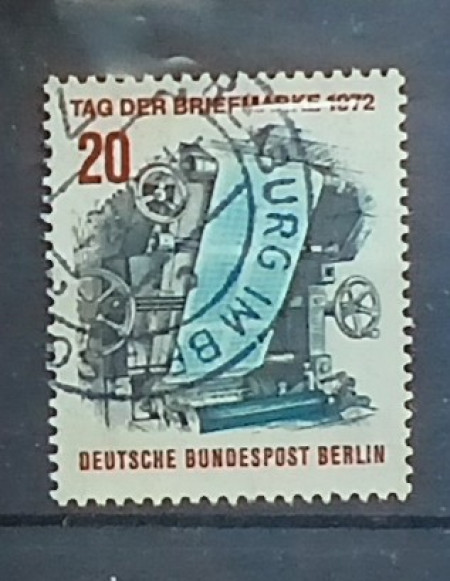 TAG DER BRIEFMARKE 1972
20
BURG IM B
DEUTSCHE BUNDESPOST BERLIN